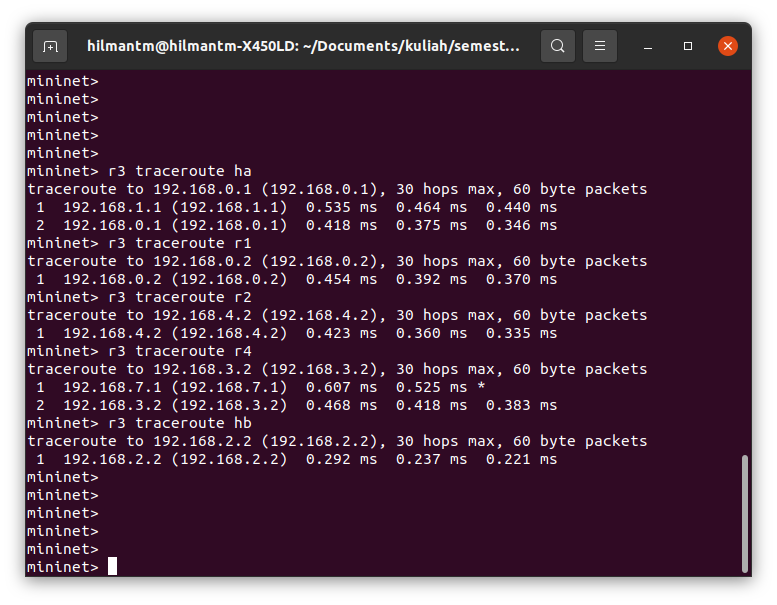 hilmantm@hilmantm-X450LD: ~/Documents/kuliah/semest...
mininet>
mininet>
mininet>
mininet>
mininet>
mininet> r3 traceroute ha
traceroute to 192.168.0.1 (192.168.0.1), 30 hops max, 60 byte packets
 1  192.168.1.1 (192.168.1.1)  0.535 ms  0.464 ms  0.440 ms
 2  192.168.0.1 (192.168.0.1)  0.418 ms  0.375 ms  0.346 ms
mininet> r3 traceroute r1
traceroute to 192.168.0.2 (192.168.0.2), 30 hops max, 60 byte packets
 1  192.168.0.2 (192.168.0.2)  0.454 ms  0.392 ms  0.370 ms
mininet> r3 traceroute r2
traceroute to 192.168.4.2 (192.168.4.2), 30 hops max, 60 byte packets
 1  192.168.4.2 (192.168.4.2)  0.423 ms  0.360 ms  0.335 ms
mininet> r3 traceroute r4
traceroute to 192.168.3.2 (192.168.3.2), 30 hops max, 60 byte packets
 1  192.168.7.1 (192.168.7.1)  0.607 ms  0.525 ms *
 2  192.168.3.2 (192.168.3.2)  0.468 ms  0.418 ms  0.383 ms
mininet> r3 traceroute hb
traceroute to 192.168.2.2 (192.168.2.2), 30 hops max, 60 byte packets
 1  192.168.2.2 (192.168.2.2)  0.292 ms  0.237 ms  0.221 ms
mininet>
mininet>
mininet>
mininet>
mininet>
mininet>